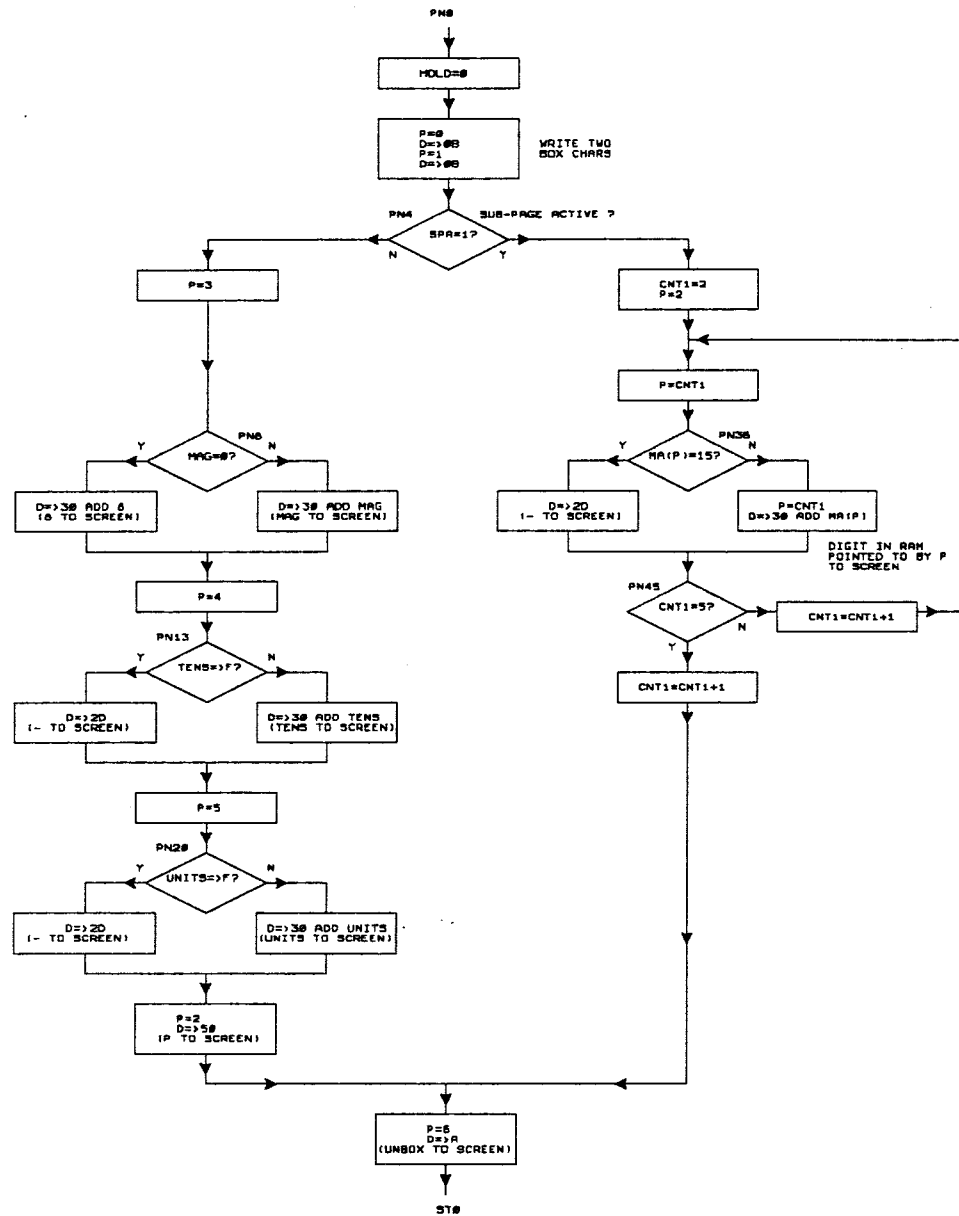 PN0
HOLD=0
P=0
D=>0B
P=1
D=>0B
WRITE TWO
BOX CHARS
PN4
SUB-PAGE ACTIVE ?
SPA=1?
N
Y
P=3
CNT1=2
P=2
P=CNT1
PN6
Y
MAG=0?
N
PN36
Y
MA(P)=15?
N
D=>30 ADD 8
(8 TO SCREEN)
D=>30 ADD MAG
(MAG TO SCREEN)
D=>2D
(- TO SCREEN)
P=CNT1
D=>30 ADD MA(P)
DIGIT IN RAM
POINTED TO BY P
TO SCREEN
P=4
PN45
CNT1=5?
N
Y
CNT1=CNT1+1
PN13
Y
TENS=>F?
N
CNT1=CNT1+1
D=>2D
(- TO SCREEN)
D=>30 ADD TENS
(TENS TO SCREEN)
P=5
PN20
Y
UNITS=>F?
N
D=>2D
(- TO SCREEN)
D=>30 ADD UNITS
(UNITS TO SCREEN)
P=2
D=>50
(P TO SCREEN)
P=6
D=>A
(UNBOX TO SCREEN)
ST0